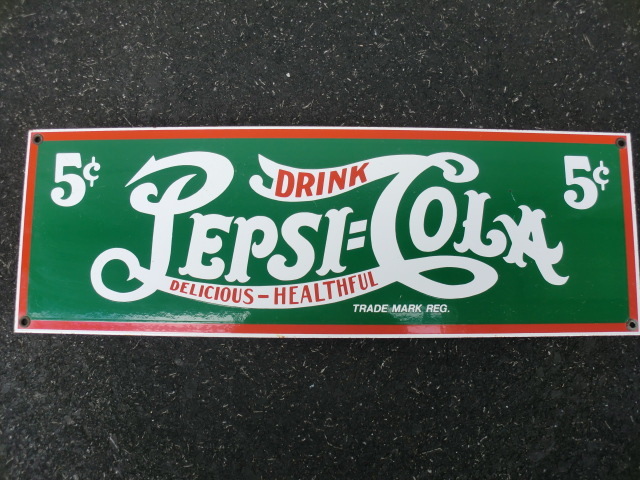 5¢ DRINK 5¢
PEPSI=COLA
DELICIOUS-HEALTHFUL
TRADE MARK REG.